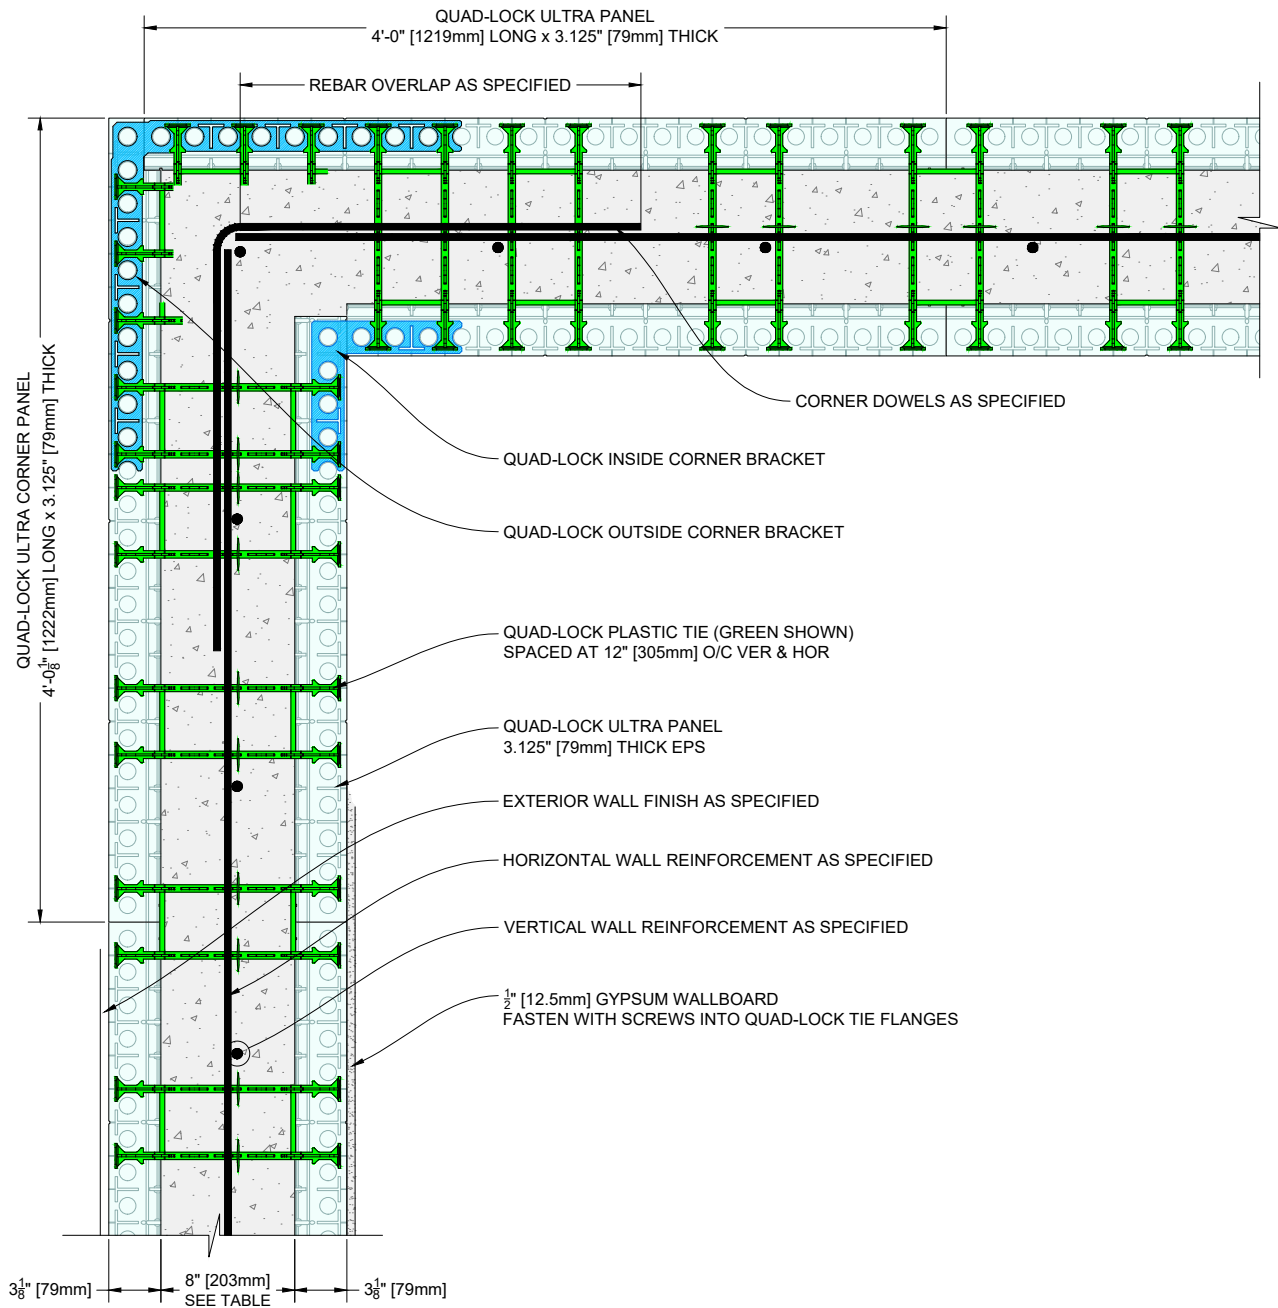 QUAD-LOCK ULTRA PANEL
4'-0" [1219mm] LONG x 3.125" [79mm] THICK
REBAR OVERLAP AS SPECIFIED
QUAD-LOCK ULTRA CORNER PANEL
4'-0⅛" [1222mm] LONG x 3.125" [79mm] THICK
CORNER DOWELS AS SPECIFIED
QUAD-LOCK INSIDE CORNER BRACKET
QUAD-LOCK OUTSIDE CORNER BRACKET
QUAD-LOCK PLASTIC TIE (GREEN SHOWN)
SPACED AT 12" [305mm] O/C VER & HOR
QUAD-LOCK ULTRA PANEL
3.125" [79mm] THICK EPS
EXTERIOR WALL FINISH AS SPECIFIED
HORIZONTAL WALL REINFORCEMENT AS SPECIFIED
VERTICAL WALL REINFORCEMENT AS SPECIFIED
½" [12.5mm] GYPSUM WALLBOARD
FASTEN WITH SCREWS INTO QUAD-LOCK TIE FLANGES
3⅛" [79mm]
8" [203mm]
SEE TABLE
3⅛" [79mm]